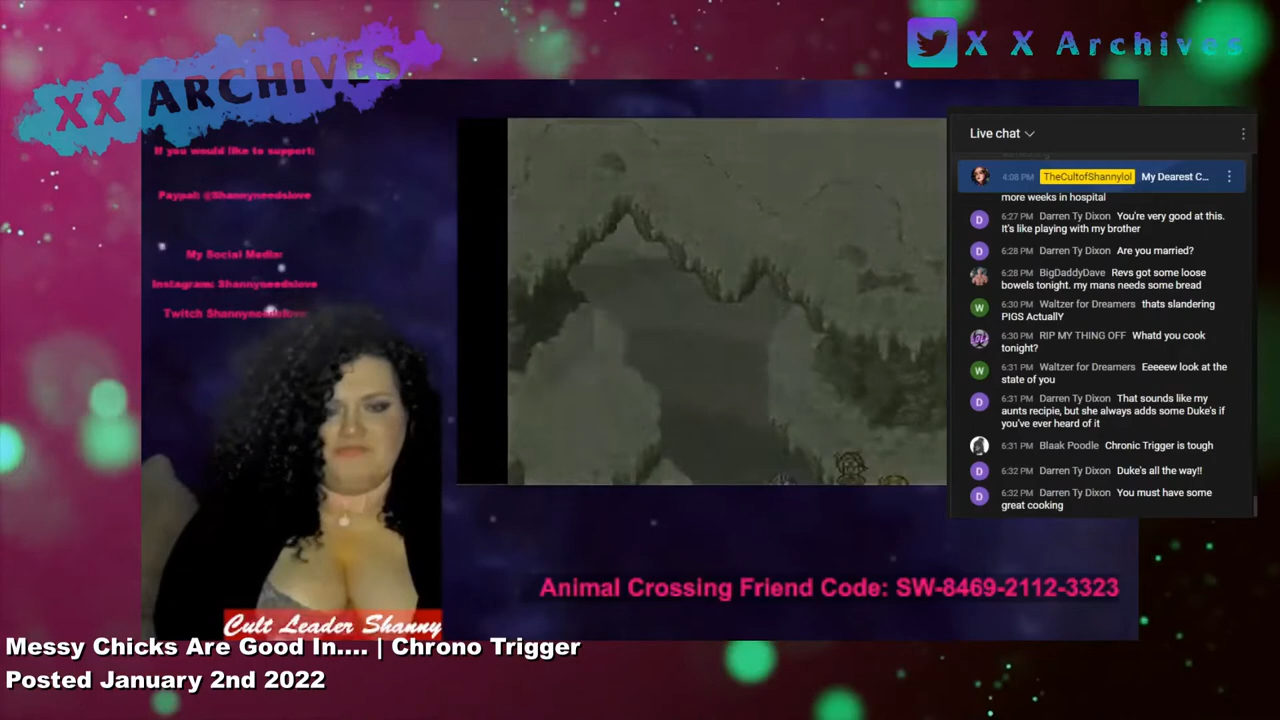 XX ARCHIVES
X X Archives
If you would like to support:
Paypal: @Shannyneedslove
My Social Media:
Instagram: Shannyneedslove
Twitch
Live chat
4:08 PM TheCultofShannylol My Dearest C...
more weeks in hospital
D
6:27 PM Darren Ty Dixon You're very good at this.
It's like playing with my brother
D
6:28 PM Darren Ty Dixon Are you married?
6:28 PM BigDaddyDave Revs got some loose
bowels tonight. my mans needs some bread
W
6:30 PM Waltzer for Dreamers thats slandering
PIGS ActuallY
LOL
6:30 PM RIP MY THING OFF Whatd you cook
tonight?
W
6:31 PM Waltzer for Dreamers Eeeeew look at the
state of you
D
6:31 PM Darren Ty Dixon That sounds like my
aunts recipie, but she always adds some Duke's if
you've ever heard of it
6:31 PM Blaak Poodle Chronic Trigger is tough
D
6:32 PM Darren Ty Dixon Duke's all the way!!
D
6:32 PM Darren Ty Dixon You must have some
great cooking
Animal Crossing Friend Code: SW-8469-2112-3323
Cult Leader Shanny
Messy Chicks Are Good In.... | Chrono Trigger
Posted January 2nd 2022